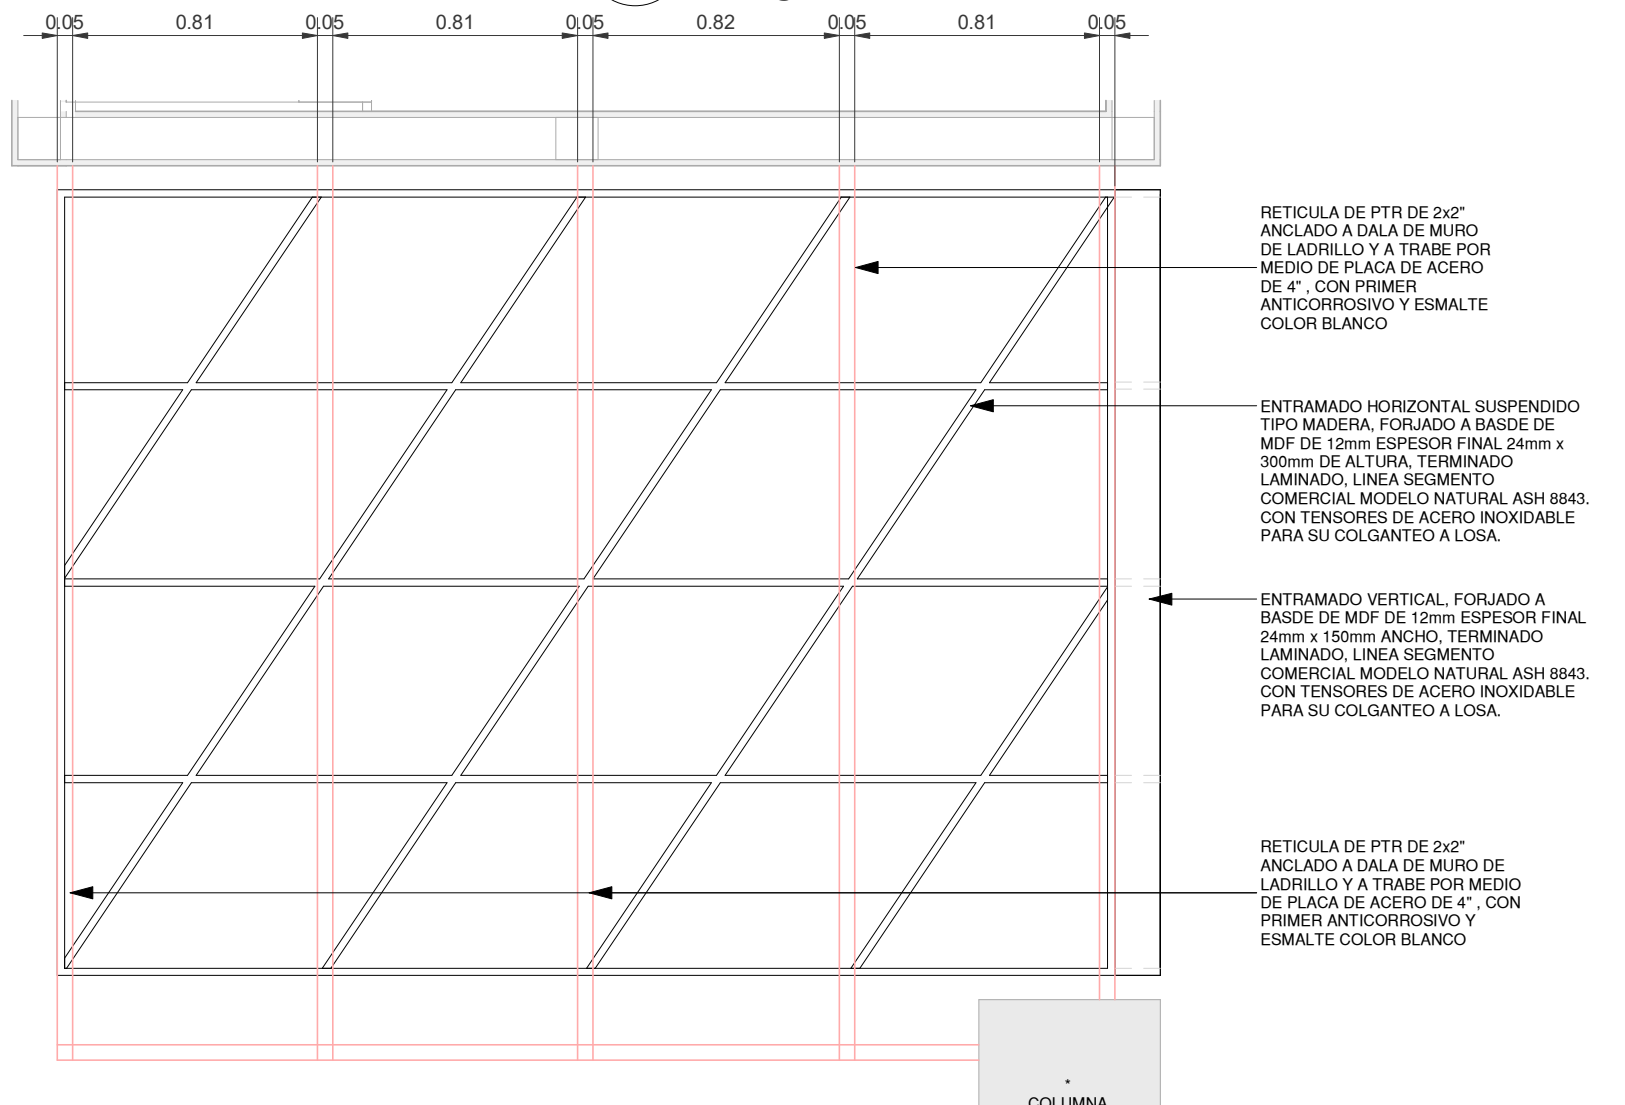 0.05 0.81 0.05 0.81 0.05 0.82 0.05 0.81 0.05
RETICULA DE PTR DE 2x2"
ANCLADO A DALA DE MURO
DE LADRILLO Y A TRABE POR
MEDIO DE PLACA DE ACERO
DE 4" , CON PRIMER
ANTICORROSIVO Y ESMALTE
COLOR BLANCO
ENTRAMADO HORIZONTAL SUSPENDIDO
TIPO MADERA, FORJADO A BASDE DE
MDF DE 12mm ESPESOR FINAL 24mm x
300mm DE ALTURA, TERMINADO
LAMINADO, LINEA SEGMENTO
COMERCIAL MODELO NATURAL ASH 8843.
CON TENSORES DE ACERO INOXIDABLE
PARA SU COLGANTEO A LOSA.
ENTRAMADO VERTICAL, FORJADO A
BASDE DE MDF DE 12mm ESPESOR FINAL
24mm x 150mm ANCHO, TERMINADO
LAMINADO, LINEA SEGMENTO
COMERCIAL MODELO NATURAL ASH 8843.
CON TENSORES DE ACERO INOXIDABLE
PARA SU COLGANTEO A LOSA.
RETICULA DE PTR DE 2x2"
ANCLADO A DALA DE MURO DE
LADRILLO Y A TRABE POR MEDIO
DE PLACA DE ACERO DE 4" , CON
PRIMER ANTICORROSIVO Y
ESMALTE COLOR BLANCO
*
COLUMNA